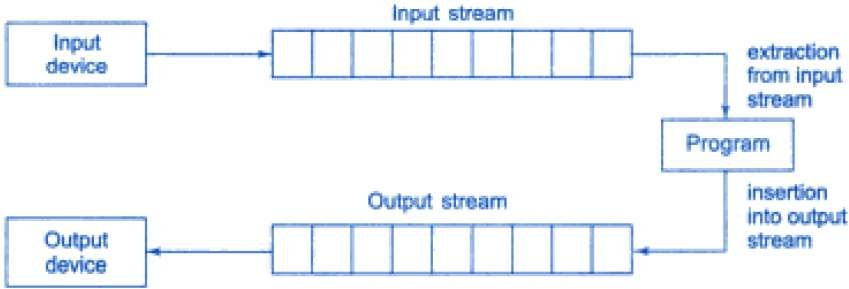 Input stream
Input
device
extraction
from input
stream
Program
insertion
into output
stream
Output stream
Output
device